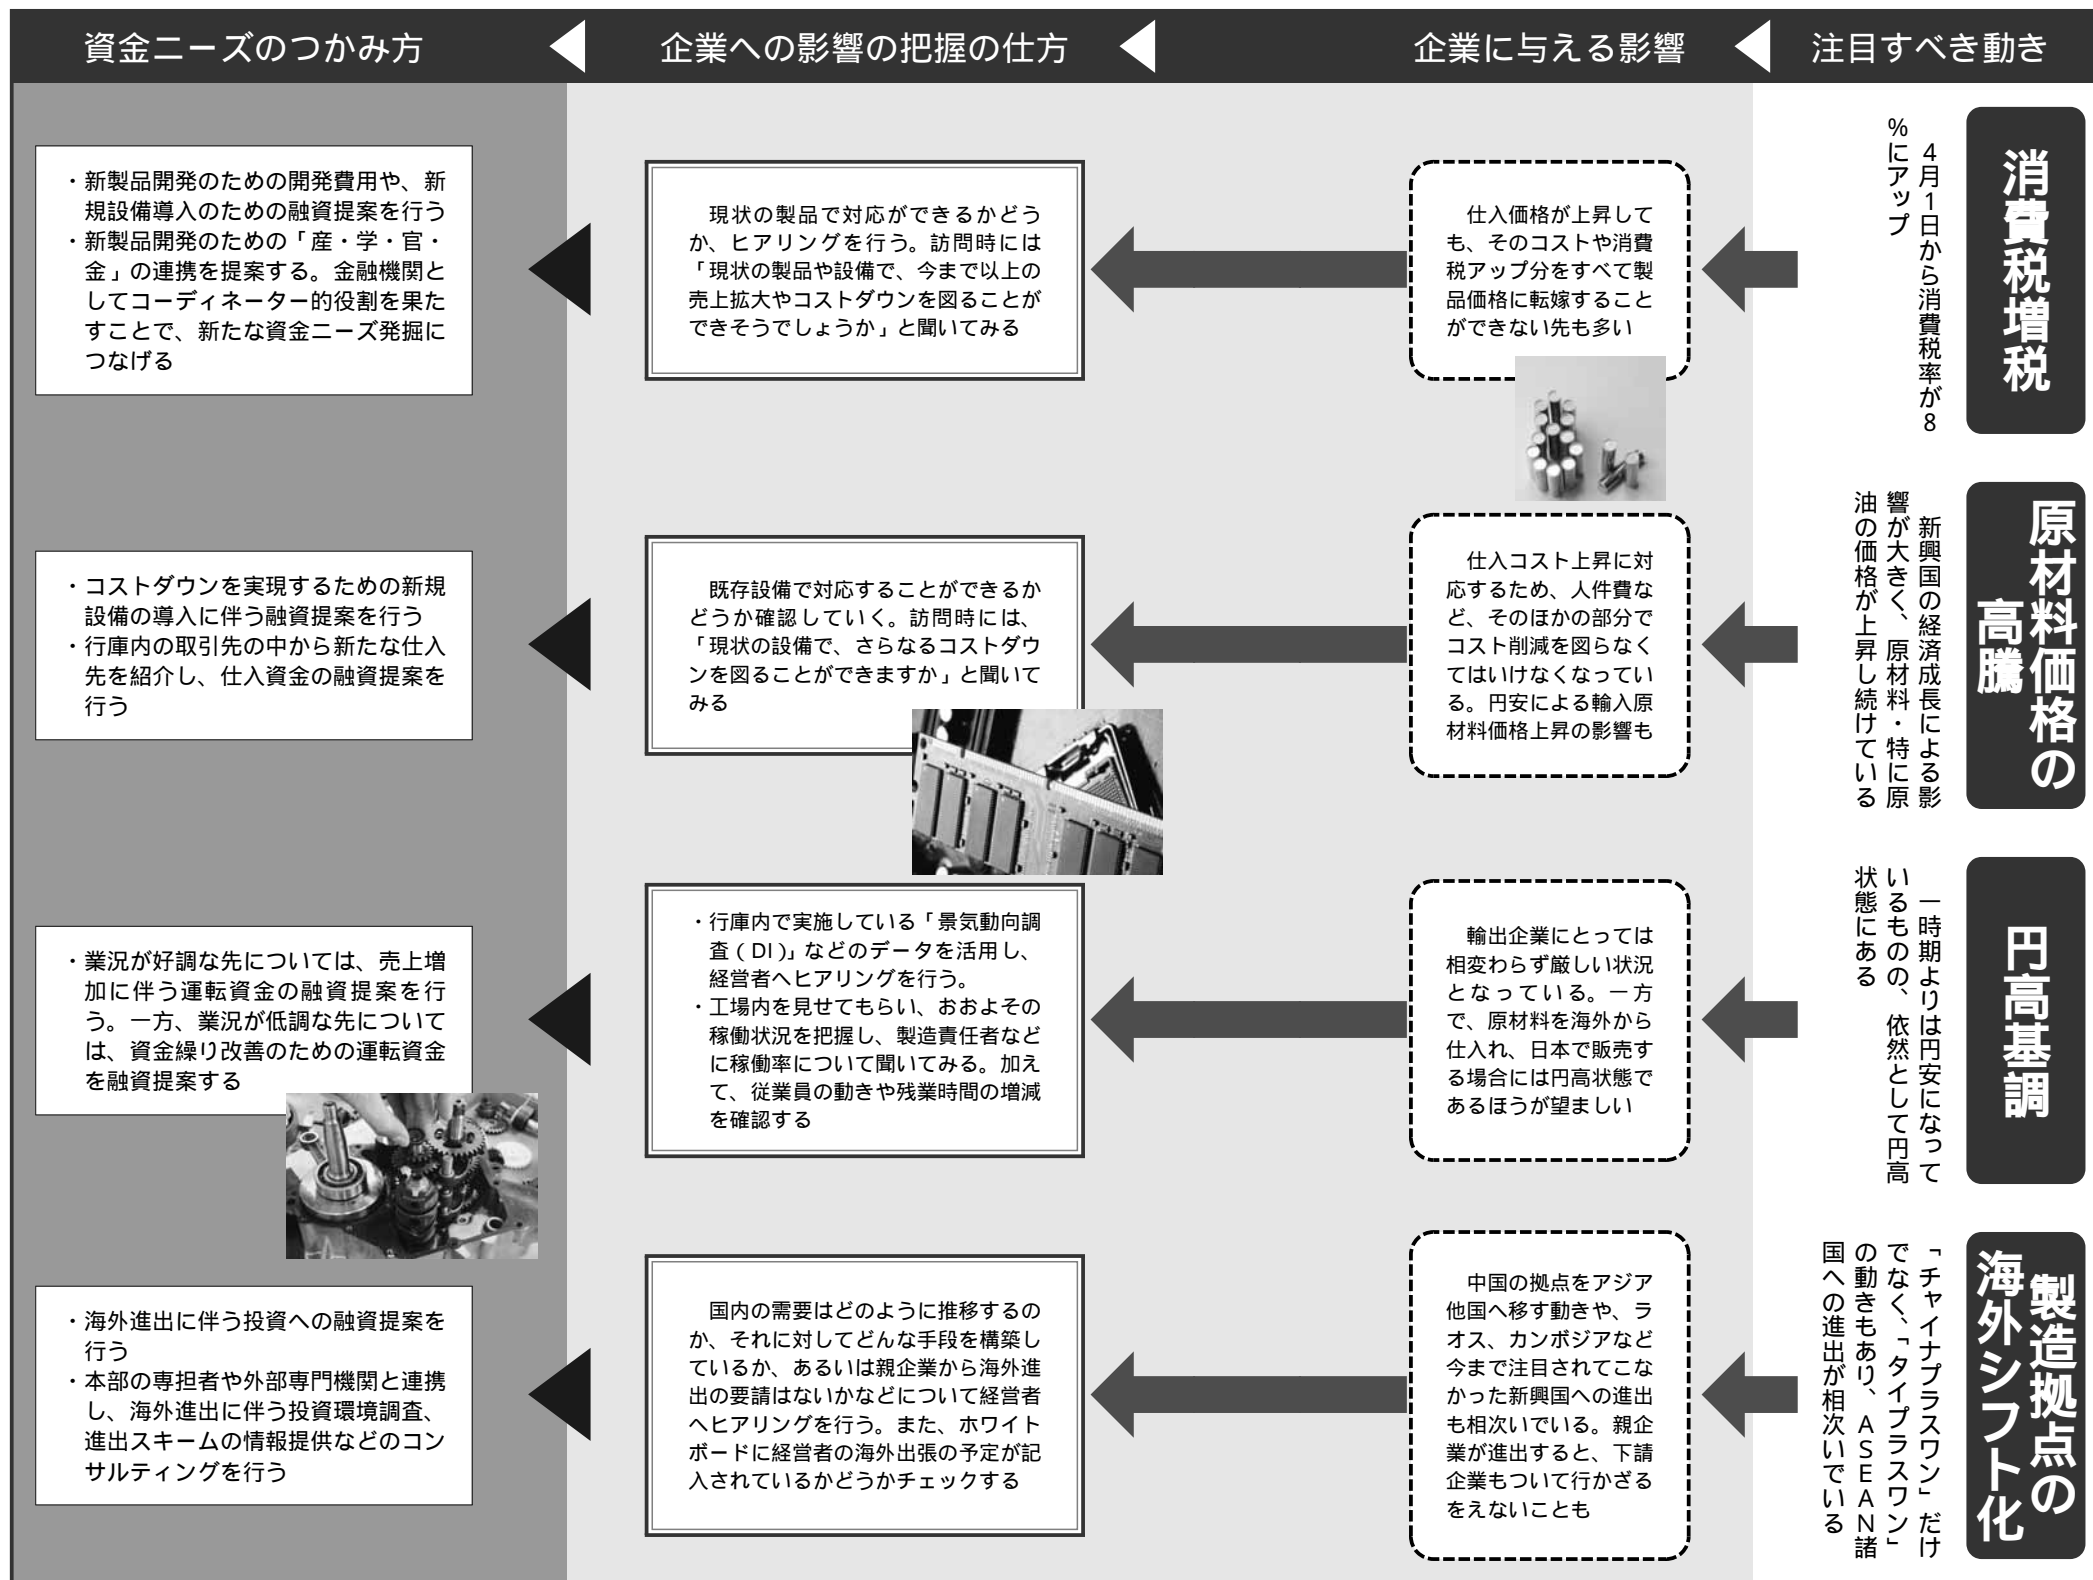 注目すべき動き
企業に与える影響
企業への影響の把握の仕方
資金ニーズのつかみ方
消費税増税
4月1日から消費税率が8
%にアップ
仕入価格が上昇して
も、そのコストや消費
税アップ分をすべて製
品価格に転嫁すること
ができない先も多い
現状の製品で対応ができるかどう
か、ヒアリングを行う。訪問時には
「現状の製品や設備で、今まで以上の
売上拡大やコストダウンを図ることが
できそうでしょうか」と聞いてみる
・新製品開発のための開発費用や、新
規設備導入のための融資提案を行う
・新製品開発のための「産・学・官・
金」の連携を提案する。金融機関と
してコーディネーター的役割を果た
すことで、新たな資金ニーズ発掘に
つなげる
原材料価格の
高騰
新興国の経済成長による影
響が大きく、原材料・特に原
油の価格が上昇し続けている
仕入コスト上昇に対
応するため、人件費な
ど、そのほかの部分で
コスト削減を図らなく
てはいけなくなってい
る。円安による輸入原
材料価格上昇の影響も
既存設備で対応することができるか
どうか確認していく。訪問時には、
「現状の設備で、さらなるコストダウ
ンを図ることができますか」と聞いて
みる
・コストダウンを実現するための新規
設備の導入に伴う融資提案を行う
・行庫内の取引先の中から新たな仕入
先を紹介し、仕入資金の融資提案を
行う
円高基調
一時期よりは円安になって
いるものの、依然として円高
状態にある
輸出企業にとっては
相変わらず厳しい状況
となっている。一方
で、原材料を海外から
仕入れ、日本で販売す
る場合には円高状態で
あるほうが望ましい
・行庫内で実施している「景気動向調
査(DI)」などのデータを活用し、
経営者へヒアリングを行う。
・工場内を見せてもらい、おおよその
稼働状況を把握し、製造責任者など
に稼働率について聞いてみる。加え
て、従業員の動きや残業時間の増減
を確認する
・業況が好調な先については、売上増
加に伴う運転資金の融資提案を行
う。一方、業況が低調な先について
は、資金繰り改善のための運転資金
を融資提案する
製造拠点の
海外シフト化
「チャイナプラスワン」だけ
でなく、「タイプラスワン」
の動きもあり、ASEAN諸
国への進出が相次いでいる
中国の拠点をアジア
他国へ移す動きや、ラ
オス、カンボジアなど
今まで注目されてこな
かった新興国への進出
も相次いでいる。親企
業が進出すると、下請
企業もついて行かざる
をえないことも
国内の需要はどのように推移するの
か、それに対してどんな手段を構築し
ているか、あるいは親企業から海外進
出の要請はないかなどについて経営者
へヒアリングを行う。また、ホワイト
ボードに経営者の海外出張の予定が記
入されているかどうかチェックする
・海外進出に伴う投資への融資提案を
行う
・本部の専担者や外部専門機関と連携
し、海外進出に伴う投資環境調査、
進出スキームの情報提供などのコン
サルティングを行う